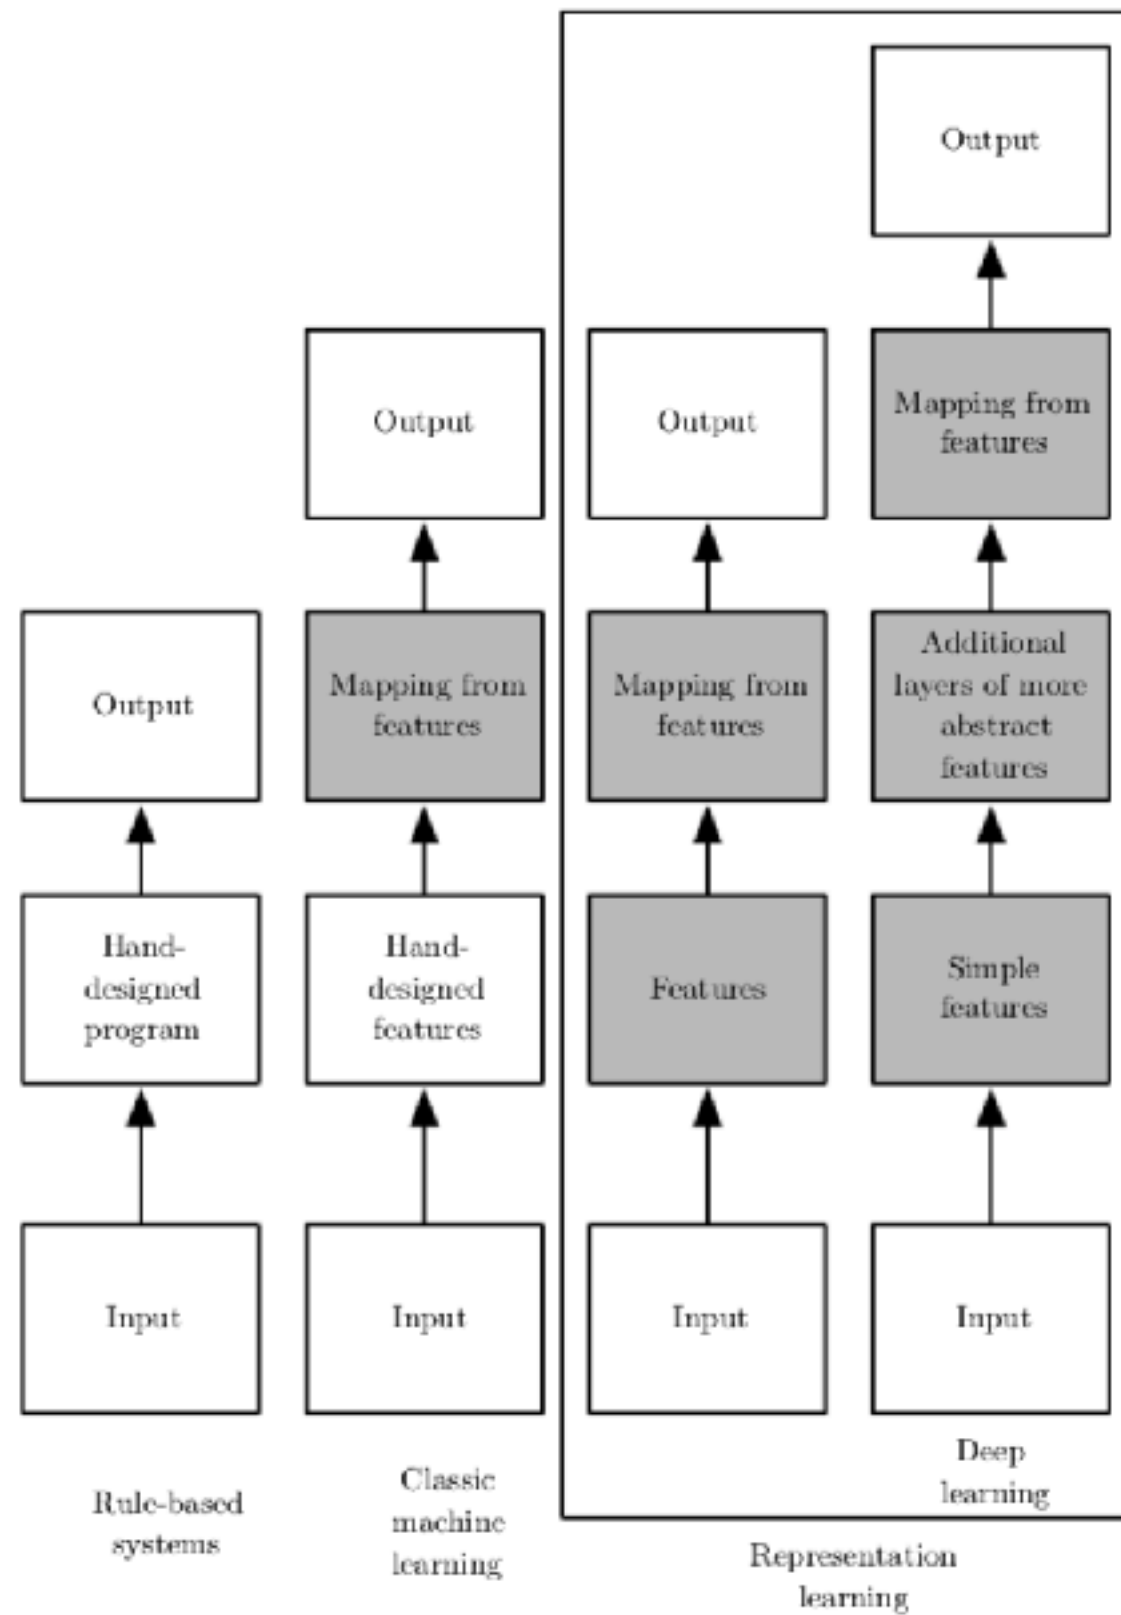 Output
Mapping from
features
Additional
layers of more
abstract
features
Simple
features
Input
Deep
learning
Output
Mapping from
features
Features
Input
Representation
learning
Output
Mapping from
features
Hand-
designed
features
Input
Classic
machine
learning
Output
Hand-
designed
program
Input
Rule-based
systems